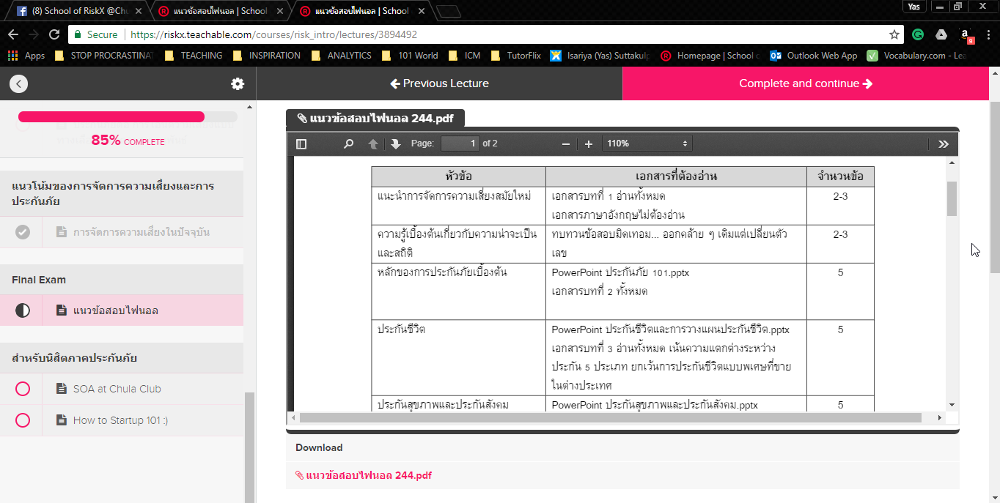 (8) School of RiskX @Chu
แนวข้อสอบไฟนอล | School
แนวข้อสอบไฟนอล | School
Yas
Secure
https://riskx.teachable.com/courses/risk_intro/lectures/3894492
a
9
Apps
STOP PROCRASTINAT
TEACHING
INSPIRATION
ANALYTICS
101 World
ICM
TutorFlix
Isariya (Yas) Suttakulp
Homepage | School o
Outlook Web App
Vocabulary.com - Lea
Previous Lecture
Complete and continue
85% COMPLETE
แนวโน้มของการจัดการความเสี่ยงและการ
ประกันภัย
การจัดการความเสี่ยงในปัจจุบัน
Final Exam
แนวข้อสอบไฟนอล
สำหรับนิสิตภาคประกันภัย
SOA at Chula Club
How to Startup 101 :)
แนวข้อสอบไฟนอล 244.pdf
Page: 1 of 2
110%
หัวข้อ
เอกสารที่ต้องอ่าน
จำนวนข้อ
แนะนำการจัดการความเสี่ยงสมัยใหม่
เอกสารบทที่ 1 อ่านทั้งหมด
เอกสารภาษาอังกฤษไม่ต้องอ่าน
2-3
ความรู้เบื้องต้นเกี่ยวกับความน่าจะเป็น
และสถิติ
ทบทวนข้อสอบมิดเทอม... ออกคล้าย ๆ เดิมแต่เปลี่ยนตัว
เลข
2-3
หลักของการประกันภัยเบื้องต้น
PowerPoint ประกันภัย 101.pptx
เอกสารบทที่ 2 ทั้งหมด
5
ประกันชีวิต
PowerPoint ประกันชีวิตและการวางแผนประกันชีวิต.pptx
เอกสารบทที่ 3 อ่านทั้งหมด เน้นความแตกต่างระหว่าง
ประกัน 5 ประเภท ยกเว้นการประกันชีวิตแบบพิเศษที่ขาย
ในต่างประเทศ
5
ประกันสุขภาพและประกันสังคม
PowerPoint ประกันสุขภาพและประกันสังคม.pptx
5
Download
แนวข้อสอบไฟนอล 244.pdf